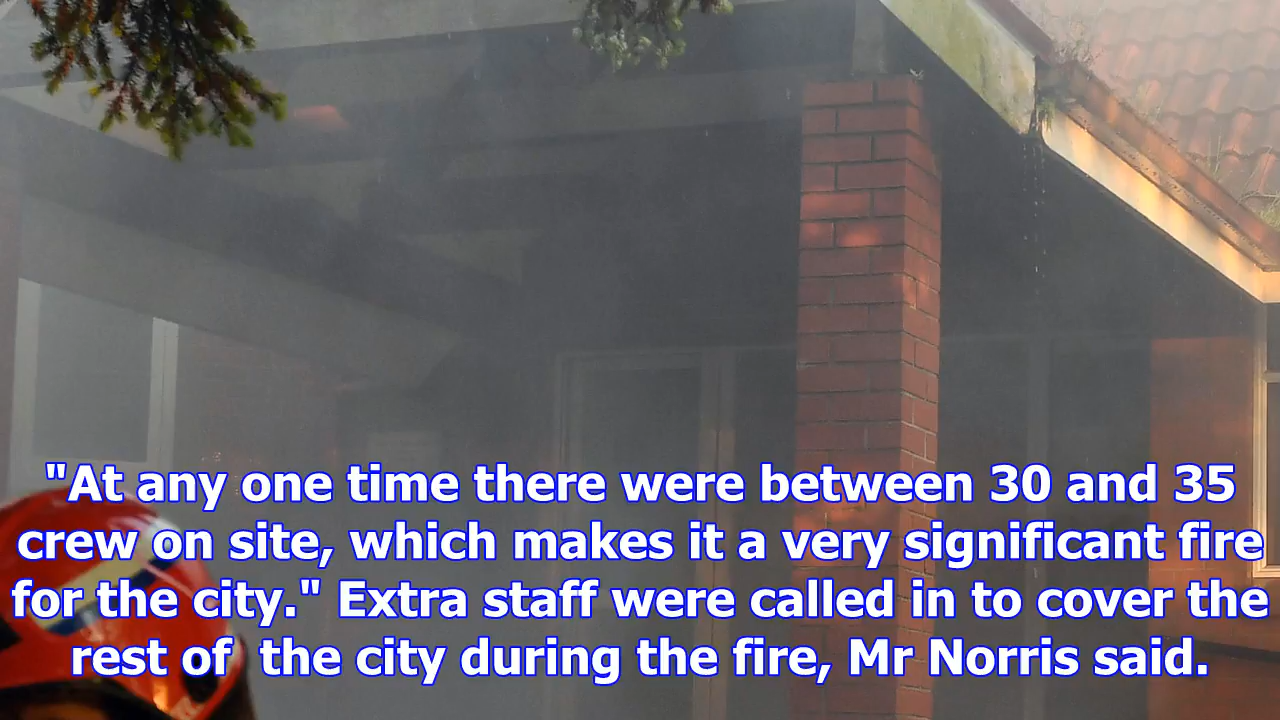 "At any one time there were between 30 and 35
crew on site, which makes it a very significant fire
for the city." Extra staff were called in to cover the
rest of  the city during the fire, Mr Norris said.